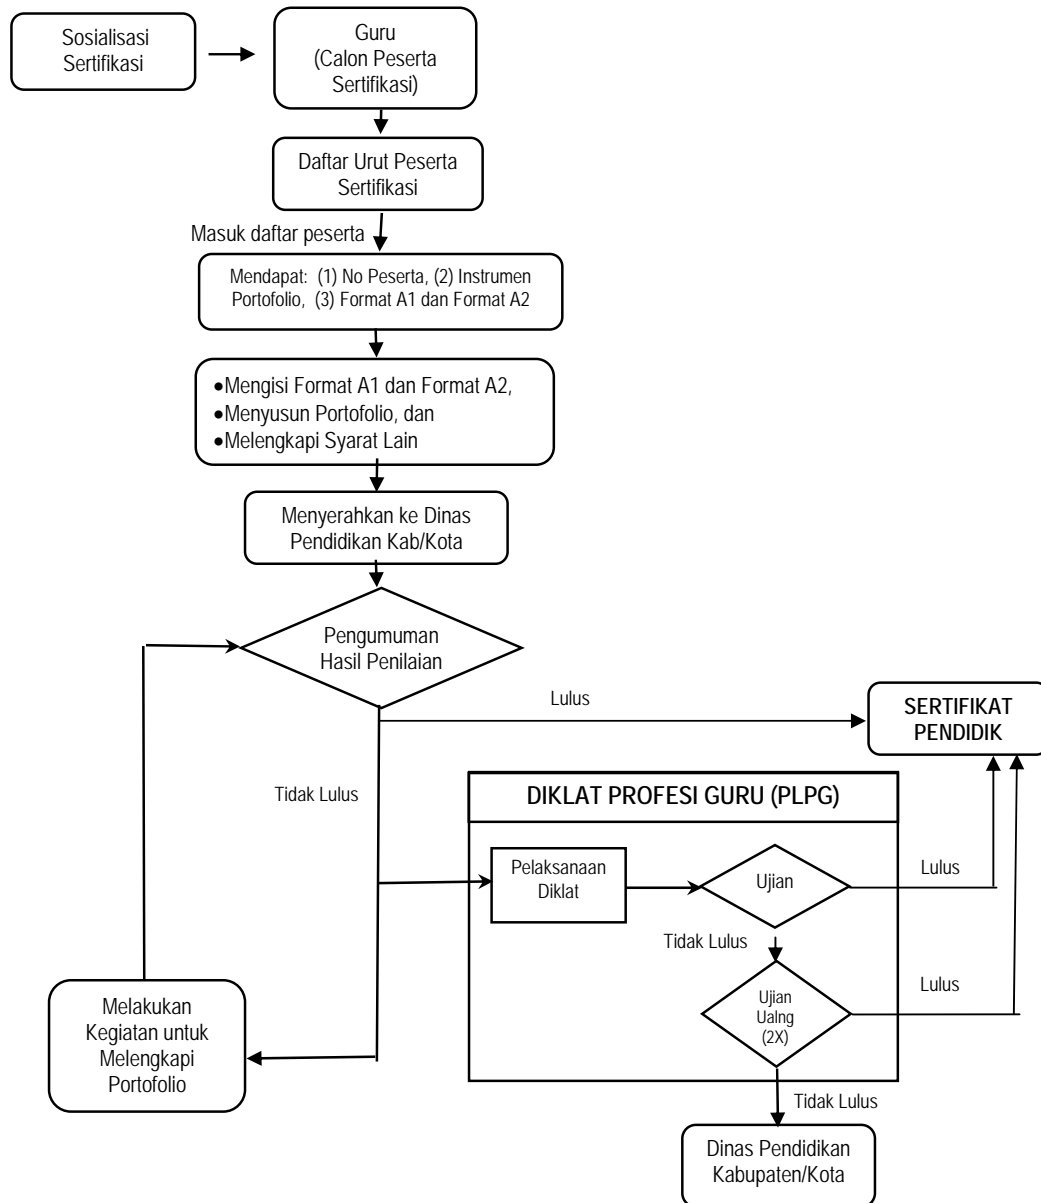 Sosialisasi
Sertifikasi
Guru
(Calon Peserta
Sertifikasi)
Daftar Urut Peserta
Sertifikasi
Masuk daftar peserta
Mendapat: (1) No Peserta, (2) Instrumen
Portofolio, (3) Format A1 dan Format A2
•Mengisi Format A1 dan Format A2,
•Menyusun Portofolio, dan
•Melengkapi Syarat Lain
Menyerahkan ke Dinas
Pendidikan Kab/Kota
Pengumuman
Hasil Penilaian
Lulus
SERTIFIKAT
PENDIDIK
Tidak Lulus
DIKLAT PROFESI GURU (PLPG)
Pelaksanaan
Diklat
Ujian
Lulus
Tidak Lulus
Ujian
Ualng
(2X)
Lulus
Melakukan
Kegiatan untuk
Melengkapi
Portofolio
Tidak Lulus
Dinas Pendidikan
Kabupaten/Kota